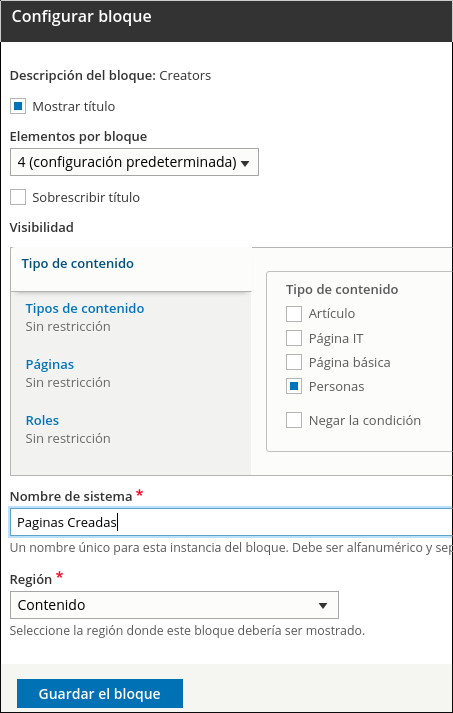 Configurar bloque
Descripción del bloque: Creators
Mostrar título
Elementos por bloque
4 (configuración predeterminada)
Sobrescribir título
Visibilidad
Tipo de contenido
Tipos de contenido
Sin restricción
Páginas
Sin restricción
Roles
Sin restricción
Tipo de contenido
Artículo
Página IT
Página básica
Personas
Negar la condición
Nombre de sistema *
Paginas Creadas
Un nombre único para esta instancia del bloque. Debe ser alfanumérico y
Región *
Contenido
Seleccione la región donde este bloque debería ser mostrado.
Guardar el bloque